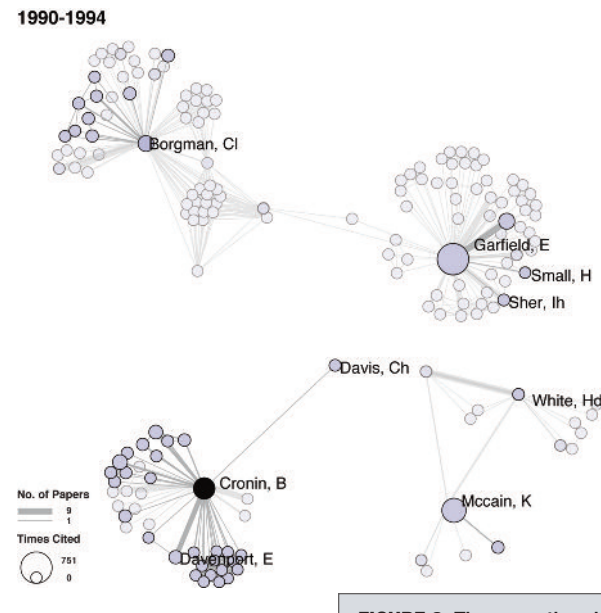 1990-1994
Borgman, Cl
Garfield, E
Small, H
Sher, Ih
Davis, Ch
White, Hd
Cronin, B
No. of Papers
9
1
Mccain, K
Times Cited
751
0
Davenport, E